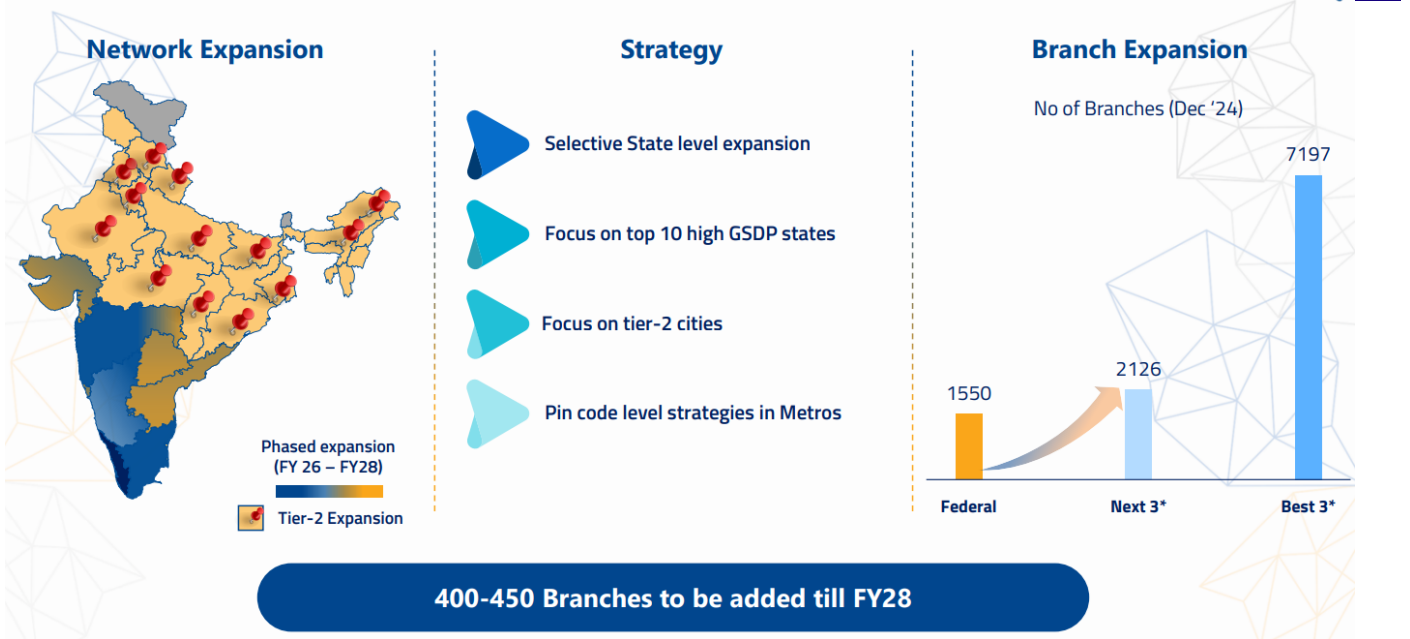 Network Expansion
Phased expansion
(FY 26 – FY28)
Tier-2 Expansion
Strategy
Selective State level expansion
Focus on top 10 high GSDP states
Focus on tier-2 cities
Pin code level strategies in Metros
Branch Expansion
No of Branches (Dec ‘24)
1550
2126
7197
Federal
Next 3*
Best 3*
400-450 Branches to be added till FY28